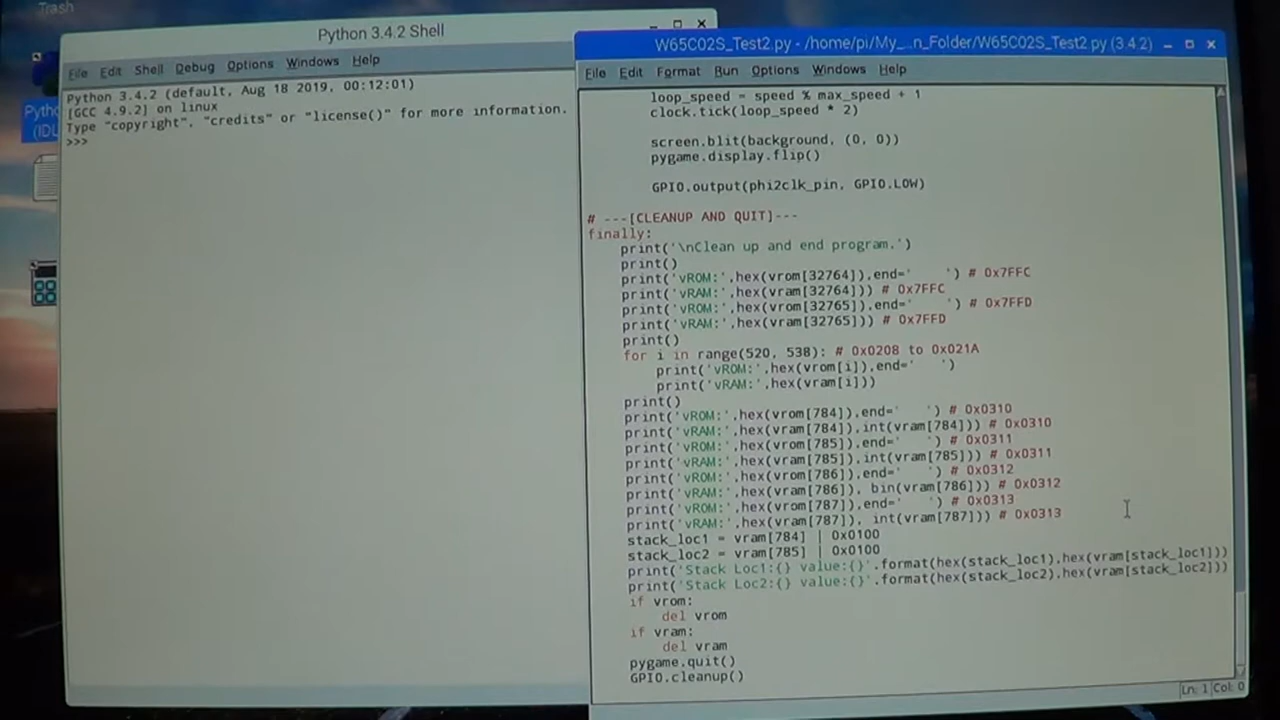 Trash
Python 3.4.2 Shell
File Edit Shell Debug Options Windows Help
Python 3.4.2 (default, Aug 18 2019, 00:12:01)
[GCC 4.9.2] on linux
Type "copyright", "credits" or "license()" for more information.
>>>
Pytho
(IDL
W65C02S_Test2.py - /home/pi/My_...n_Folder/W65C02S_Test2.py (3.4.2)
File Edit Format Run Options Windows Help
loop_speed = speed % max_speed + 1
clock.tick(loop_speed * 2)
screen.blit(background, (0, 0))
pygame.display.flip()
GPIO.output(phi2clk_pin, GPIO.LOW)
# ---[CLEANUP AND QUIT]---
finally:
print('\nClean up and end program.')
print()
print('vROM:',hex(vrom[32764]),end='    ') # 0x7FFC
print('vRAM:',hex(vram[32764])) # 0x7FFC
print('vROM:',hex(vrom[32765]),end='    ') # 0x7FFD
print('vRAM:',hex(vram[32765])) # 0x7FFD
print()
for i in range(520, 538): # 0x0208 to 0x021A
print('vROM:',hex(vrom[i]),end='    ')
print('vRAM:',hex(vram[i]))
print()
print('vROM:',hex(vrom[784]),end='    ') # 0x0310
print('vRAM:',hex(vram[784]),int(vram[784])) # 0x0310
print('vROM:',hex(vrom[785]),end='    ') # 0x0311
print('vRAM:',hex(vram[785]),int(vram[785])) # 0x0311
print('vROM:',hex(vrom[786]),end='    ') # 0x0312
print('vRAM:',hex(vram[786]), bin(vram[786])) # 0x0312
print('vROM:',hex(vrom[787]),end='    ') # 0x0313
print('vRAM:',hex(vram[787]), int(vram[787])) # 0x0313
stack_loc1 = vram[784] | 0x0100
stack_loc2 = vram[785] | 0x0100
print('Stack Loc1:{} value:{}'.format(hex(stack_loc1),hex(vram[stack_loc1])))
print('Stack Loc2:{} value:{}'.format(hex(stack_loc2),hex(vram[stack_loc2])))
if vrom:
del vrom
if vram:
del vram
pygame.quit()
GPIO.cleanup()
Ln: 1 Col: 0